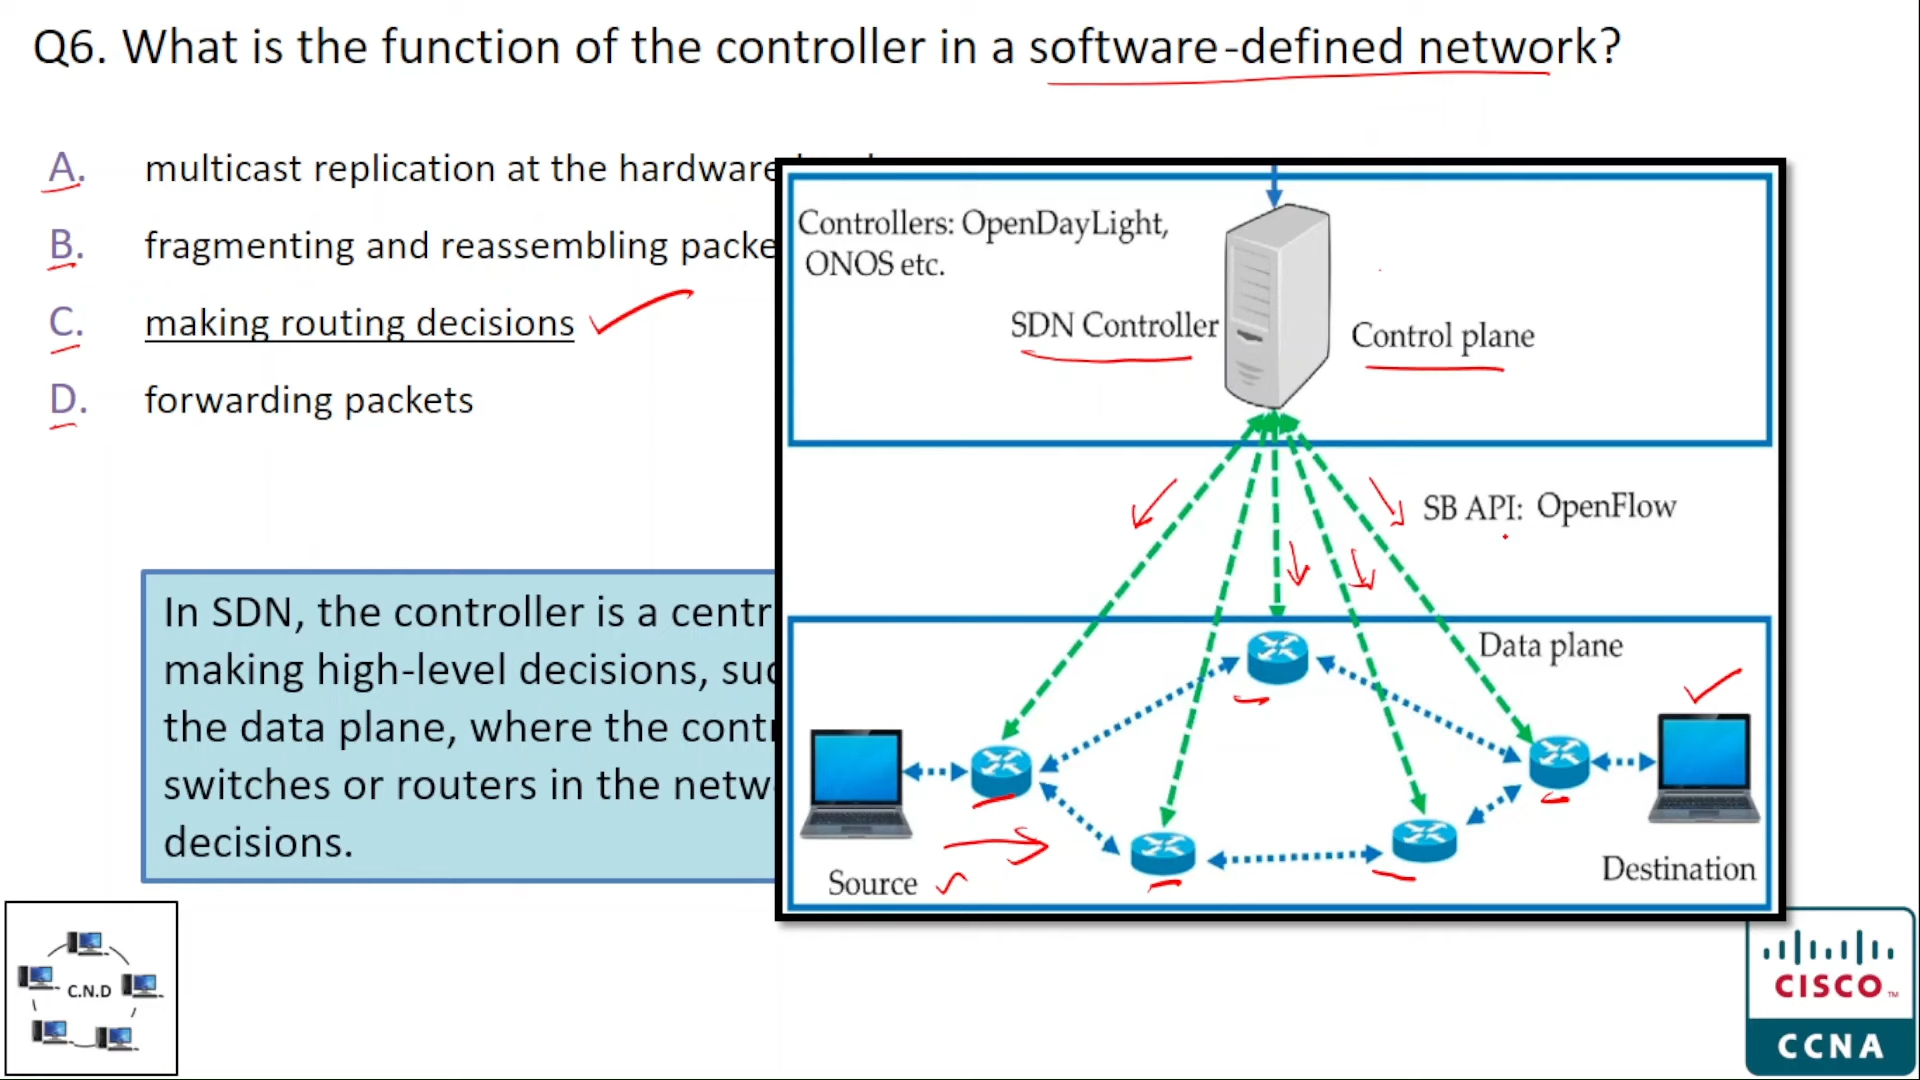 Q6. What is the function of the controller in a software-defined network?
A. multicast replication at the hardware
B. fragmenting and reassembling packe
C. making routing decisions
D. forwarding packets
Controllers: OpenDayLight,
ONOS etc.
SDN Controller
Control plane
SB API: OpenFlow
Data plane
Source
Destination
In SDN, the controller is a centr
making high-level decisions, suc
the data plane, where the contr
switches or routers in the netw
decisions.
C.N.D
CISCO™
CCNA